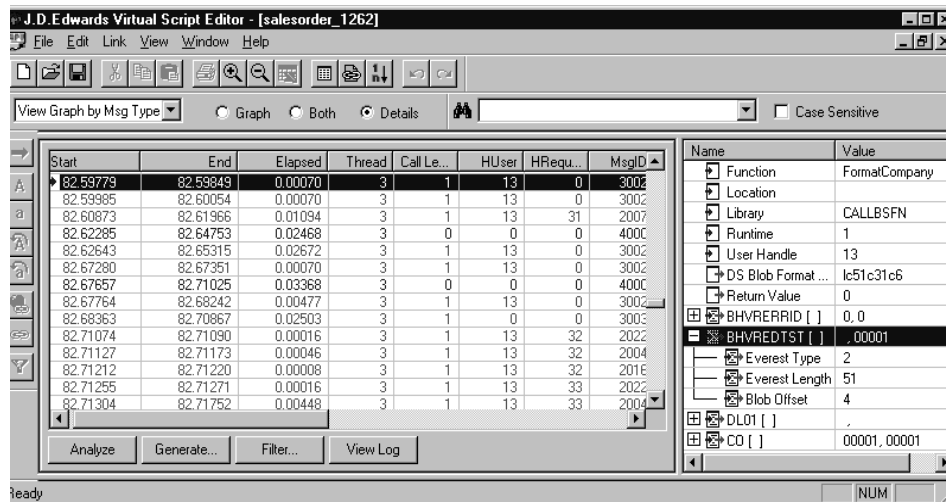 J.D.Edwards Virtual Script Editor - [salesorder_1262]
File Edit Link View Window Help
View Graph by Msg Type Graph Both Details Case Sensitive
Start End Elapsed Thread Call Le... HUser HRequ... MsgID
82.59779 82.59849 0.00070 3 1 13 0 3002
82.59985 82.60054 0.00070 3 1 13 0 3002
82.60873 82.61966 0.01094 3 1 13 31 2007
82.62285 82.64753 0.02468 3 0 0 0 4000
82.62643 82.65315 0.02672 3 1 13 0 3002
82.67280 82.67351 0.00070 3 1 13 0 3002
82.67657 82.71025 0.03368 3 0 0 0 4000
82.67764 82.68242 0.00477 3 1 13 0 3002
82.68363 82.70867 0.02503 3 1 0 0 3003
82.71074 82.71090 0.00016 3 1 13 32 2022
82.71127 82.71173 0.00046 3 1 13 32 2004
82.71212 82.71220 0.00008 3 1 13 32 2016
82.71255 82.71271 0.00016 3 1 13 33 2022
82.71304 82.71752 0.00448 3 1 13 33 2004
Analyze Generate... Filter... View Log
Name Value
Function FormatCompany
Location
Library CALLBSFN
Runtime 1
User Handle 13
DS Blob Format ... lc51c31c6
Return Value 0
BHVRERRID [ ] 0, 0
BHVREDTST [ ] , 00001
Everest Type 2
Everest Length 51
Blob Offset 4
DL01 [ ] ,
CO [ ] 00001, 00001
Ready NUM